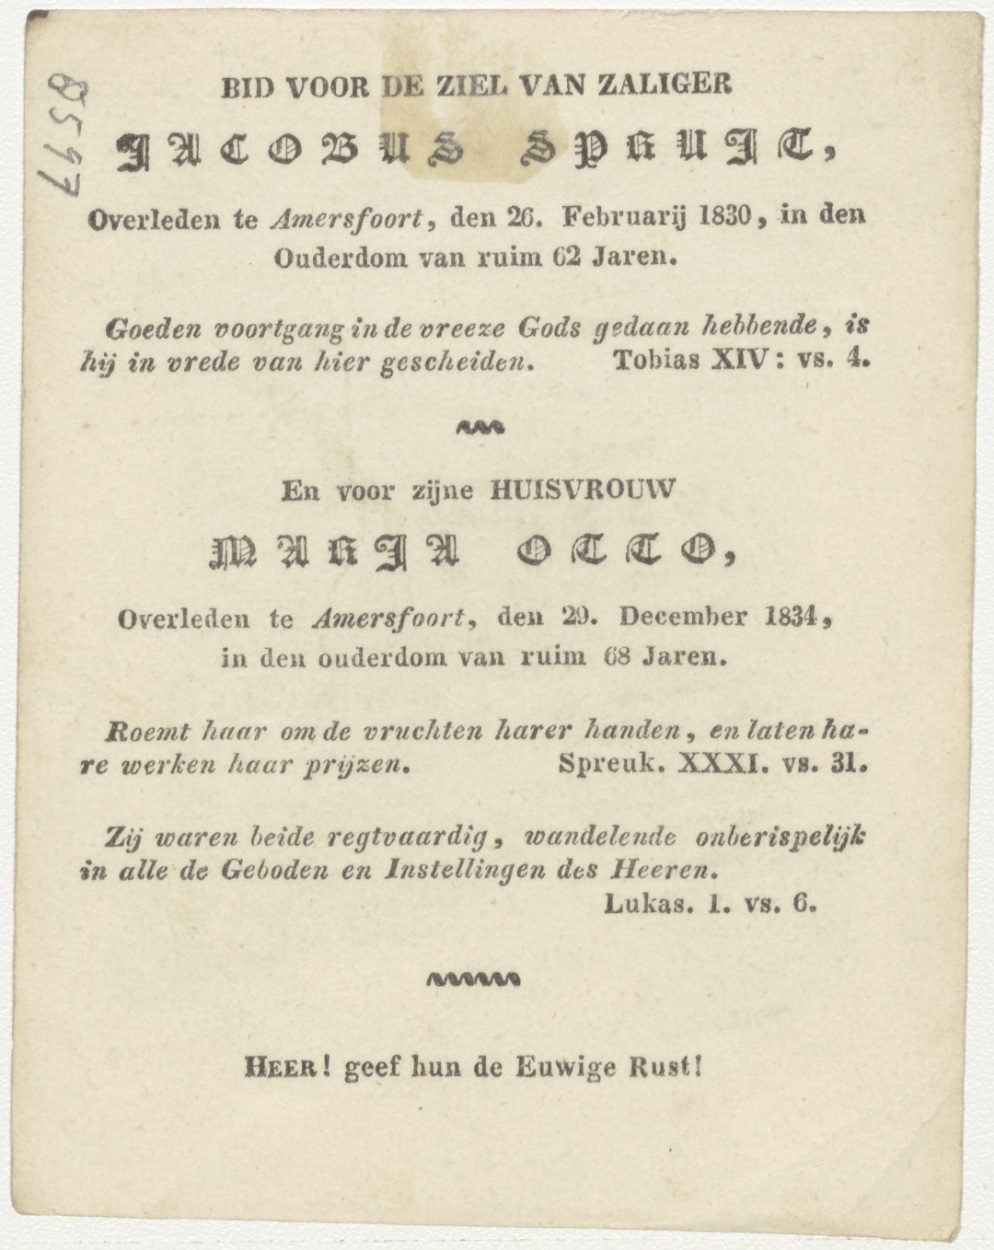 BID VOOR DE ZIEL VAN ZALIGER
JACOBUS SPRUIT,
Overleden te Amersfoort, den 26. Februarij 1830, in den
Ouderdom van ruim 62 Jaren.
Goeden voortgang in de vreeze Gods gedaan hebbende, is
hij in vrede van hier gescheiden. Tobias XIV: vs. 4.
En voor zijne HUISVROUW
MARIA OTTO,
Overleden te Amersfoort, den 29. December 1834,
in den ouderdom van ruim 68 Jaren.
Roemt haar om de vruchten harer handen, en laten ha-
re werken haar prijzen. Spreuk. XXXI. vs. 31.
Zij waren beide regtvaardig, wandelende onberispelijk
in alle de Geboden en Instellingen des Heeren.
Lukas. 1. vs. 6.
HEER! geef hun de Euwige Rust!
8597